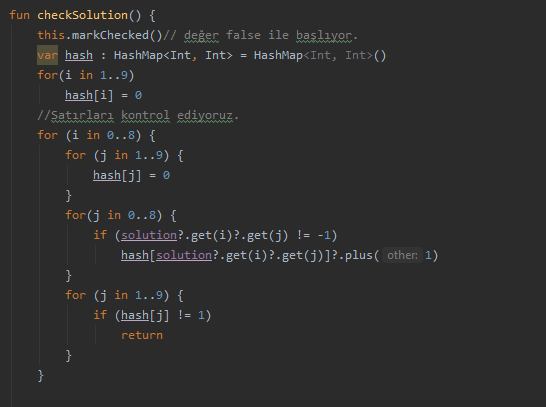 fun checkSolution() {
this.markChecked()// değer false ile başlıyor.
var hash : HashMap<Int, Int> = HashMap<Int, Int>()
for(i in 1..9)
hash[i] = 0
//Satırları kontrol ediyoruz.
for (i in 0..8) {
for (j in 1..9) {
hash[j] = 0
}
for(j in 0..8) {
if (solution?.get(i)?.get(j) != -1)
hash[solution?.get(i)?.get(j)]?.plus( other: 1)
}
for (j in 1..9) {
if (hash[j] != 1)
return
}
}